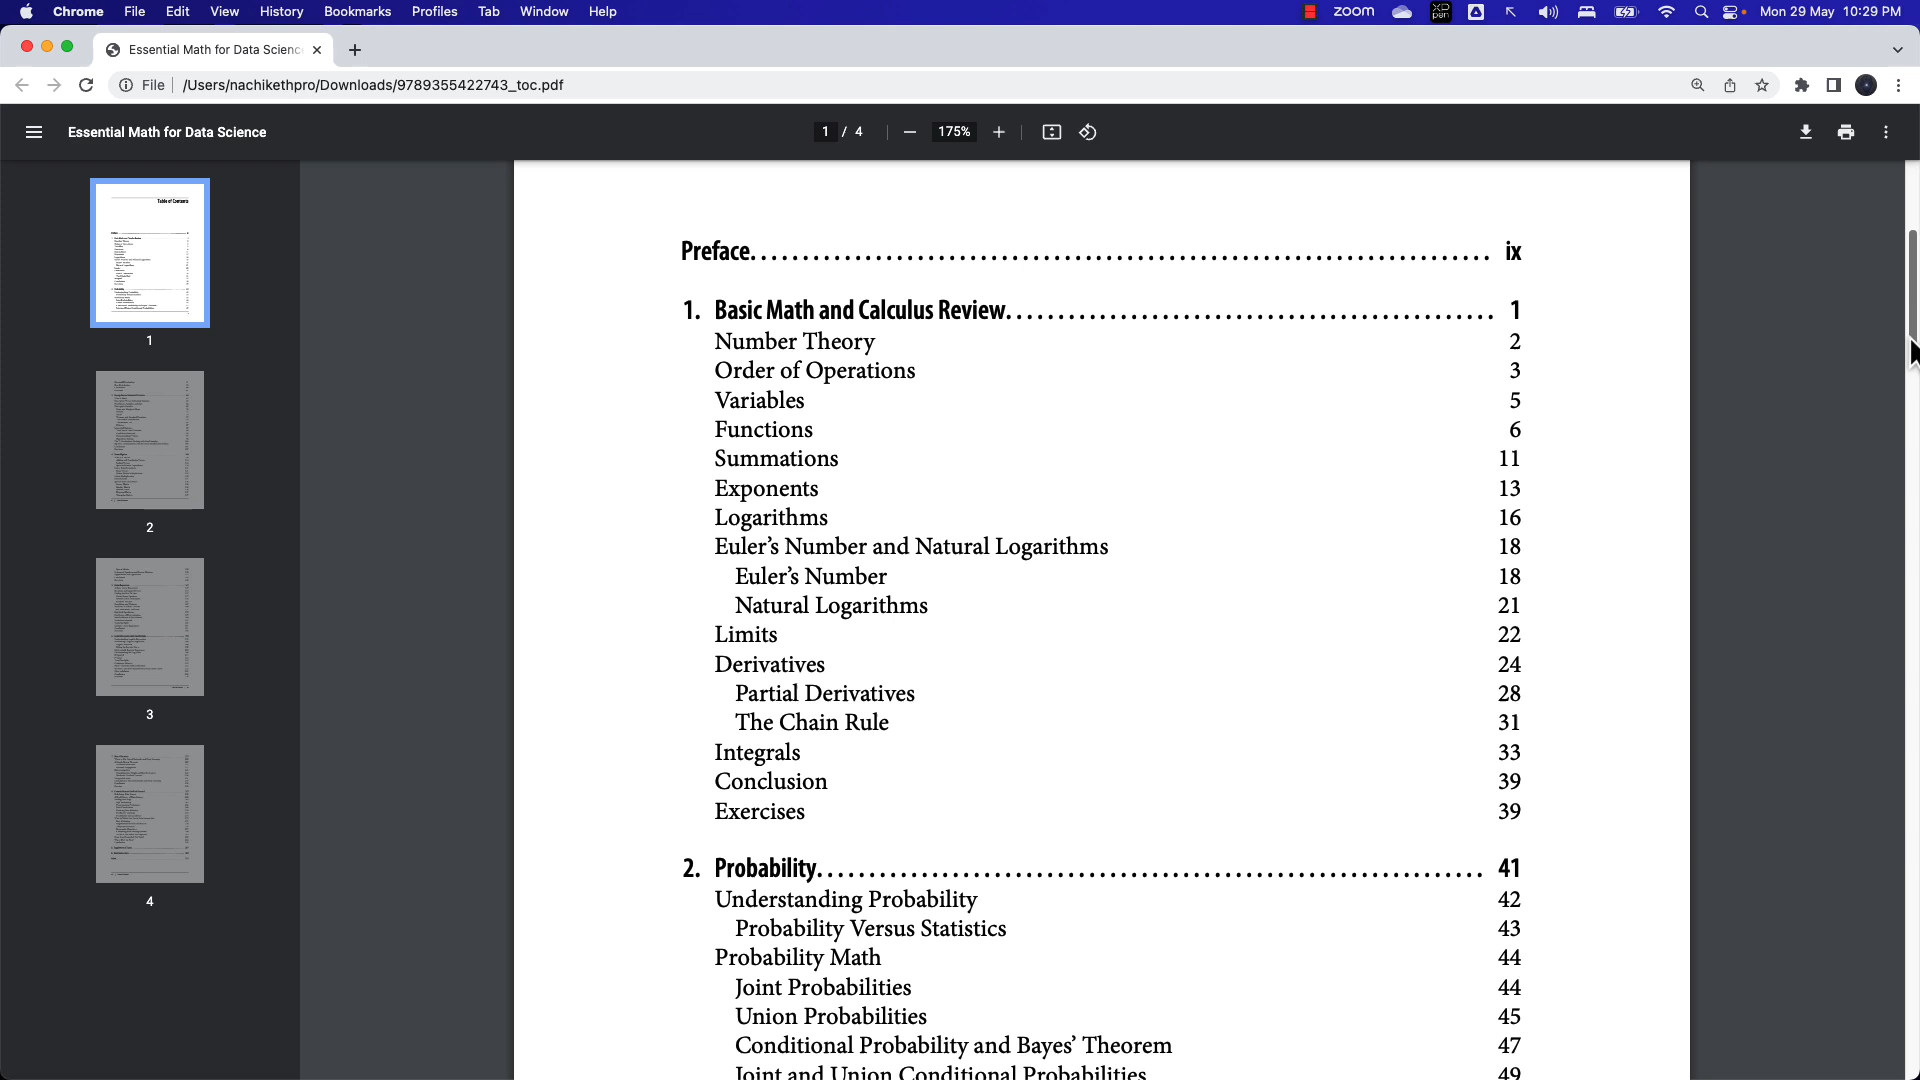 Chrome File Edit View History Bookmarks Profiles Tab Window Help zoom XD pen Mon 29 May 10:29 PM
Essential Math for Data Scienc
File /Users/nachikethpro/Downloads/9789355422743_toc.pdf
Essential Math for Data Science 1 / 4 175%
Table of Contents
1
2
3
4
Preface. ix
1. Basic Math and Calculus Review. 1
Number Theory 2
Order of Operations 3
Variables 5
Functions 6
Summations 11
Exponents 13
Logarithms 16
Euler’s Number and Natural Logarithms 18
Euler’s Number 18
Natural Logarithms 21
Limits 22
Derivatives 24
Partial Derivatives 28
The Chain Rule 31
Integrals 33
Conclusion 39
Exercises 39
2. Probability. 41
Understanding Probability 42
Probability Versus Statistics 43
Probability Math 44
Joint Probabilities 44
Union Probabilities 45
Conditional Probability and Bayes’ Theorem 47
Joint and Union Conditional Probabilities 49